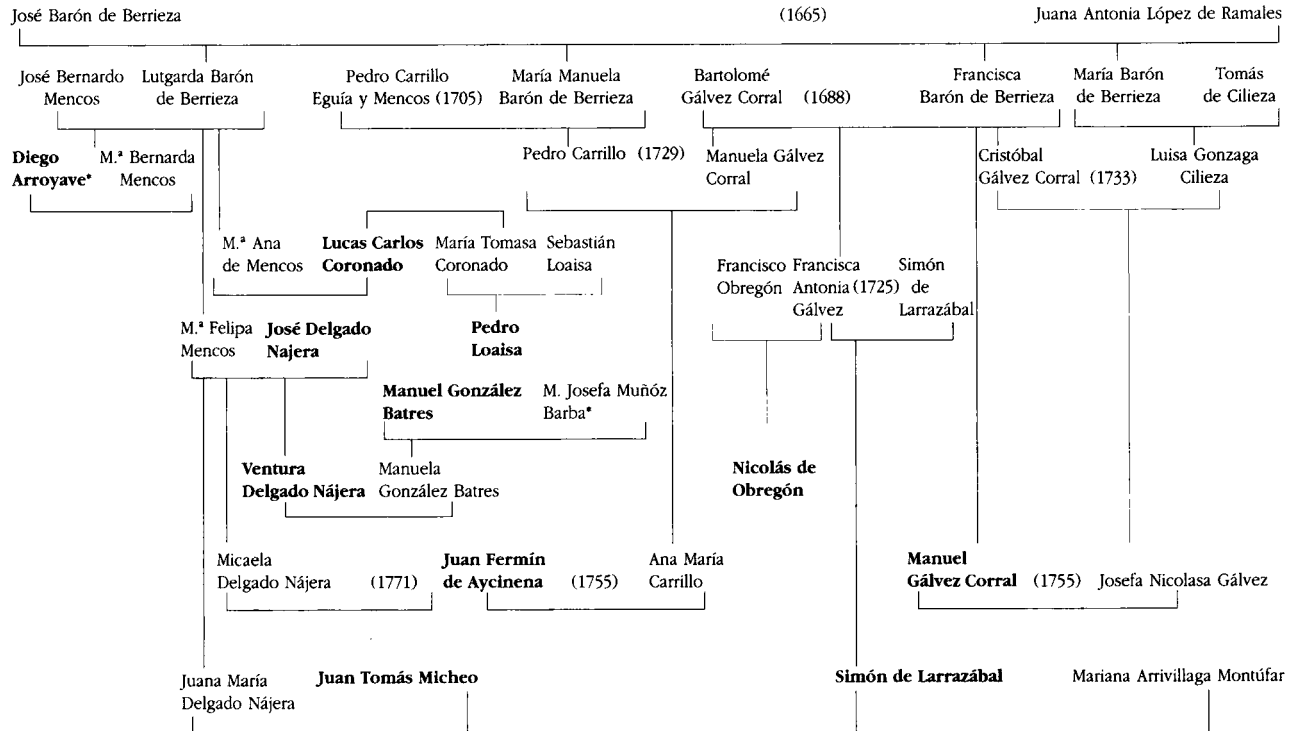 José Barón de Berrieza (1665) Juana Antonia López de Ramales
José Bernardo Lutgarda Barón Pedro Carrillo María Manuela Bartolomé Francisca María Barón Tomás
Mencos de Berrieza Eguía y Mencos (1705) Barón de Berrieza Gálvez Corral (1688) Barón de Berrieza de Berrieza de Cilieza
Diego M.ª Bernarda Pedro Carrillo (1729) Manuela Gálvez Cristóbal Luisa Gonzaga
Arroyave* Mencos Corral Gálvez Corral (1733) Cilieza
M.ª Ana Lucas Carlos María Tomasa Sebastián
de Mencos Coronado Coronado Loaisa
Francisco Francisca Simón
Obregón Antonia (1725) de
Gálvez Larrazábal
M.ª Felipa José Delgado Pedro
Mencos Najera Loaisa
Manuel González M. Josefa Muñóz
Batres Barba*
Ventura Manuela Nicolás de
Delgado Nájera González Batres Obregón
Micaela Juan Fermín Ana María Manuel
Delgado Nájera (1771) de Aycinena (1755) Carrillo Gálvez Corral (1755) Josefa Nicolasa Gálvez
Juana María Juan Tomás Micheo Simón de Larrazábal Mariana Arrivillaga Montúfar
Delgado Nájera